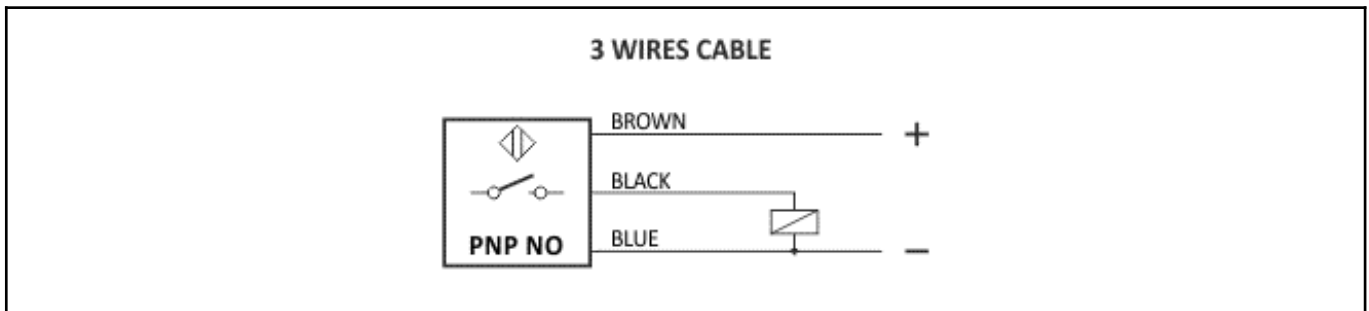 3 WIRES CABLE
BROWN
+
BLACK
PNP NO
BLUE
−